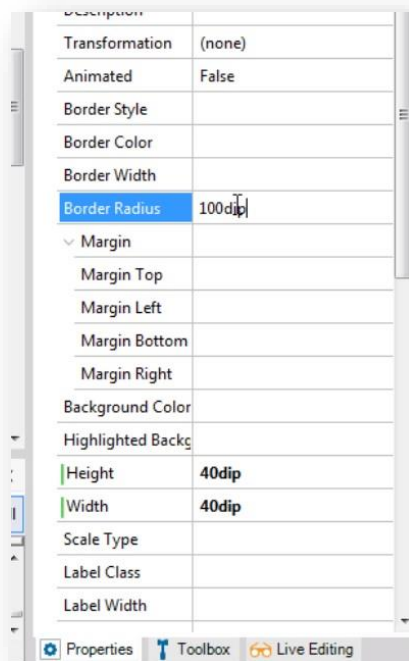 Description
Transformation (none)
Animated False
Border Style
Border Color
Border Width
Border Radius 100dip
Margin
Margin Top
Margin Left
Margin Bottom
Margin Right
Background Color
Highlighted Backg
Height 40dip
Width 40dip
Scale Type
Label Class
Label Width
Properties Toolbox Live Editing